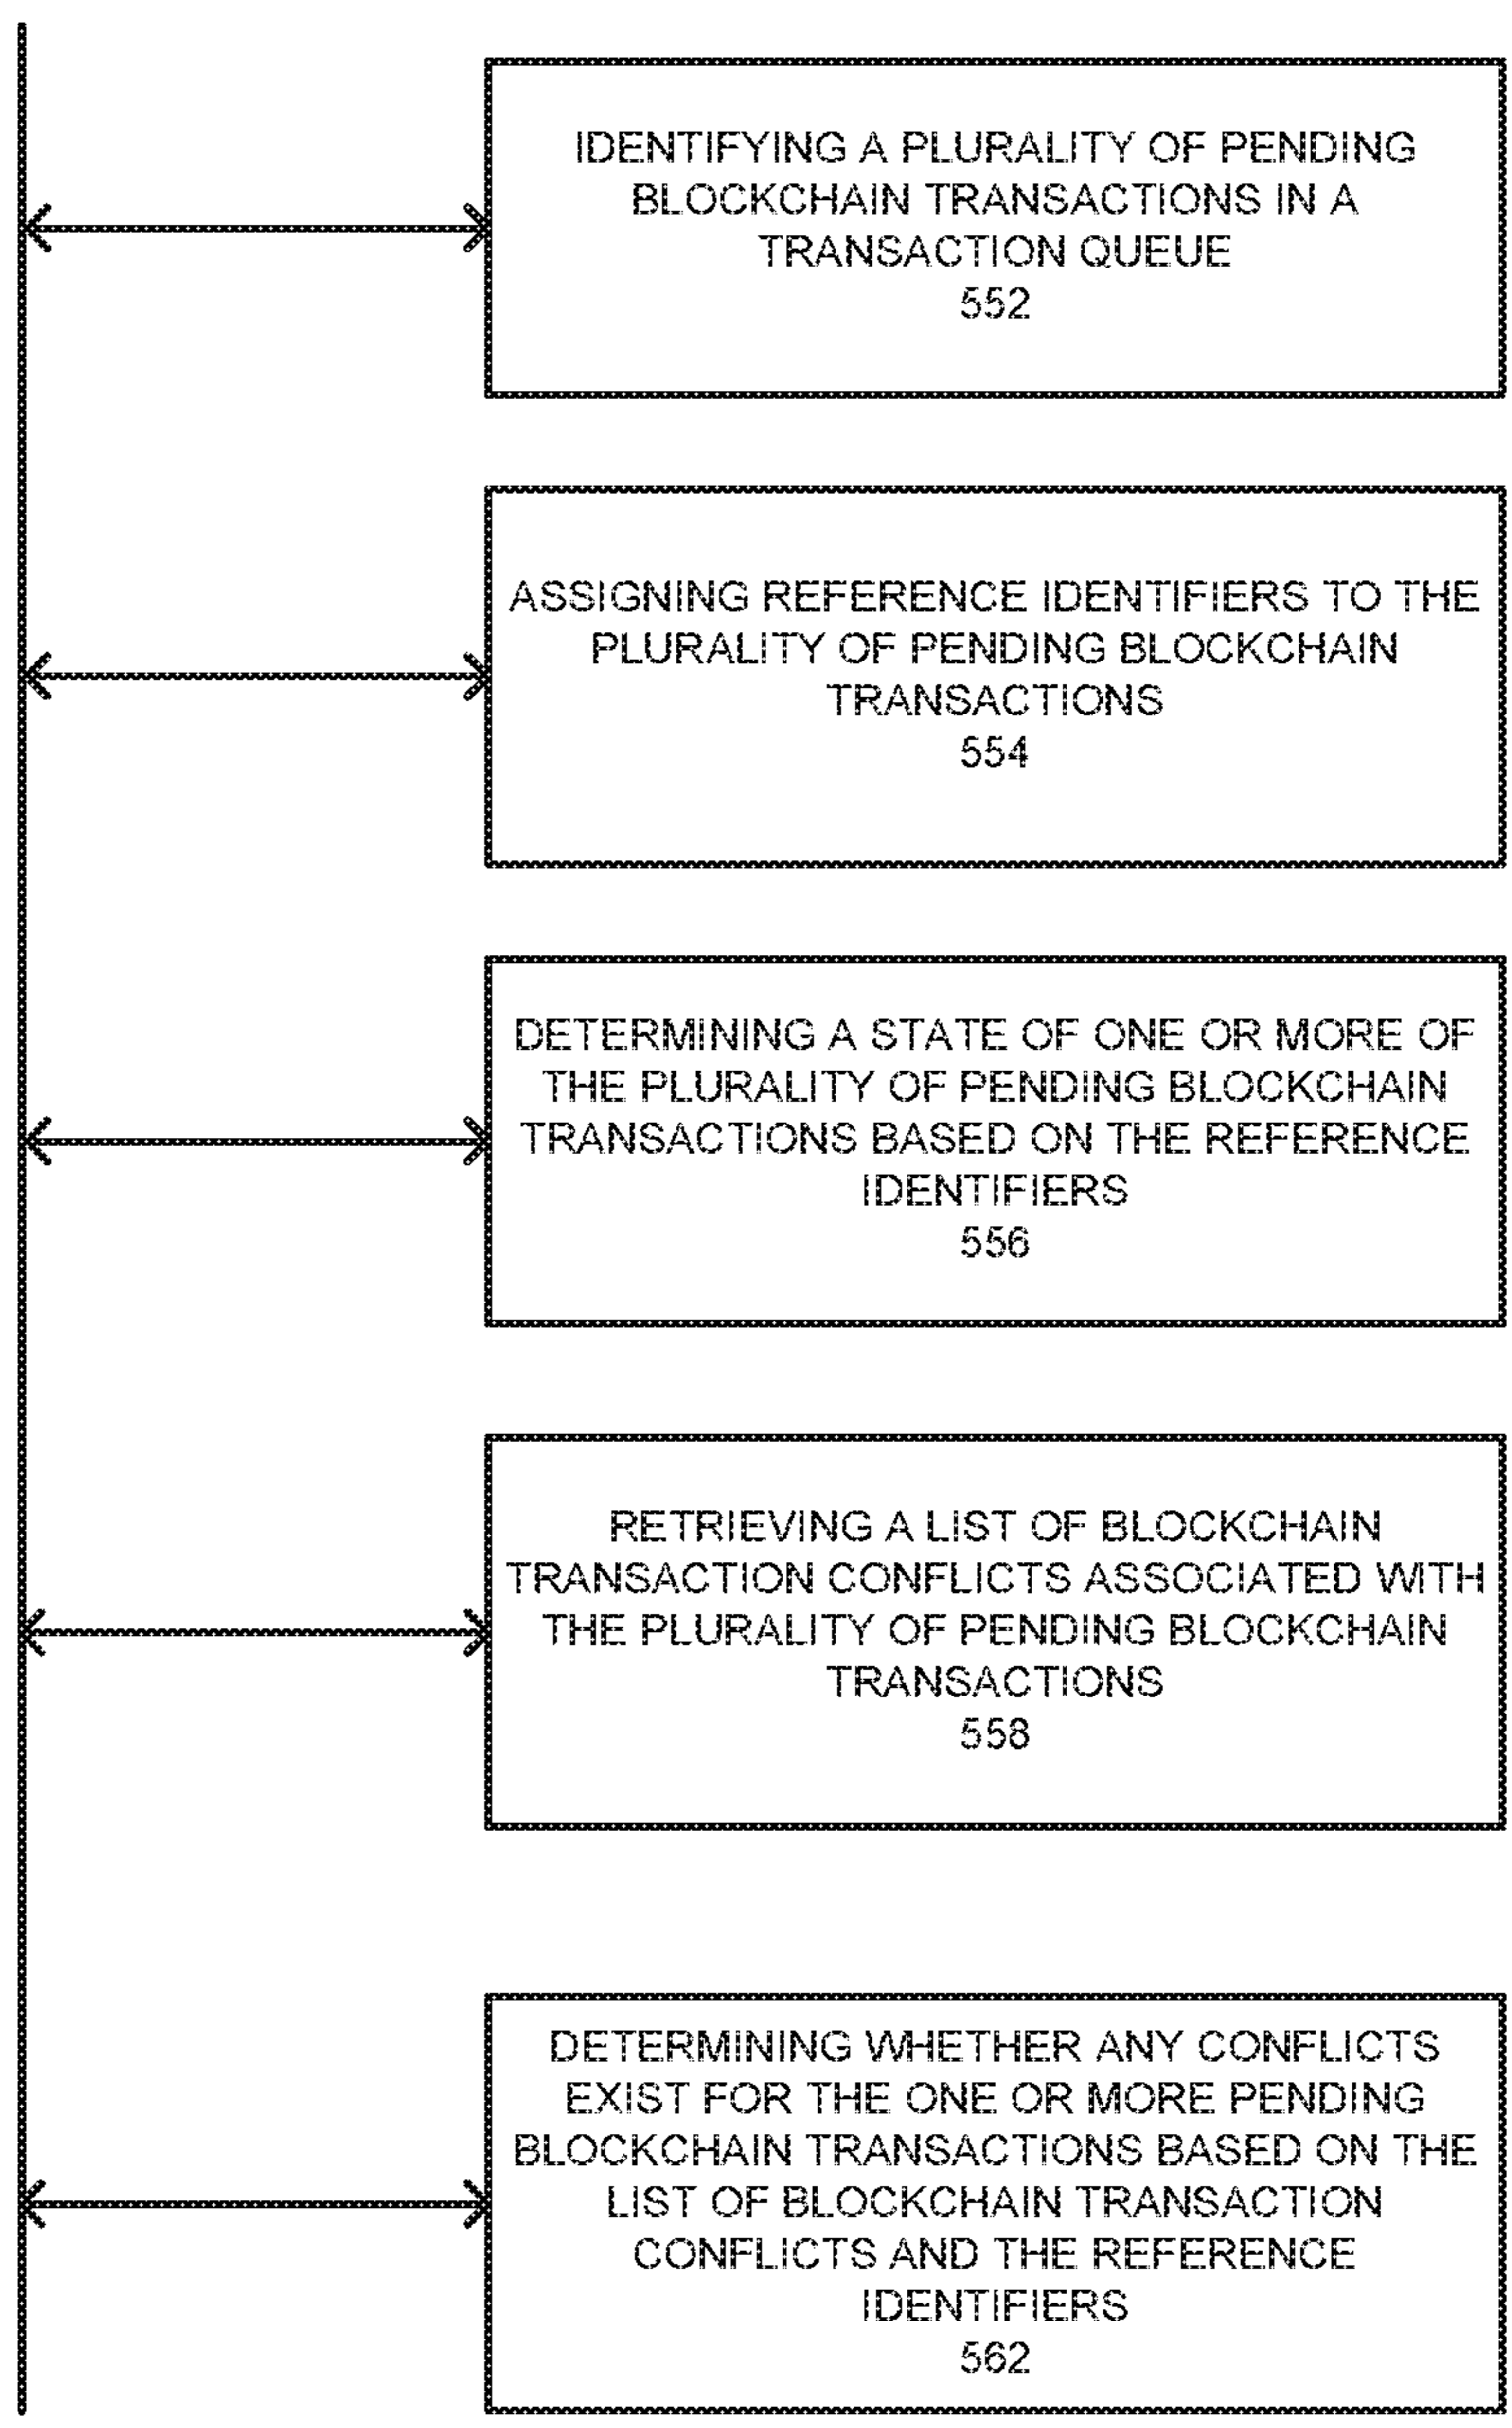 IDENTIFYING A PLURALITY OF PENDING
BLOCKCHAIN TRANSACTIONS IN A
TRANSACTION QUEUE
552
ASSIGNING REFERENCE IDENTIFIERS TO THE
PLURALITY OF PENDING BLOCKCHAIN
TRANSACTIONS
554
DETERMINING A STATE OF ONE OR MORE OF
THE PLURALITY OF PENDING BLOCKCHAIN
TRANSACTIONS BASED ON THE REFERENCE
IDENTIFIERS
556
RETRIEVING A LIST OF BLOCKCHAIN
TRANSACTION CONFLICTS ASSOCIATED WITH
THE PLURALITY OF PENDING BLOCKCHAIN
TRANSACTIONS
558
DETERMINING WHETHER ANY CONFLICTS
EXIST FOR THE ONE OR MORE PENDING
BLOCKCHAIN TRANSACTIONS BASED ON THE
LIST OF BLOCKCHAIN TRANSACTION
CONFLICTS AND THE REFERENCE
IDENTIFIERS
562